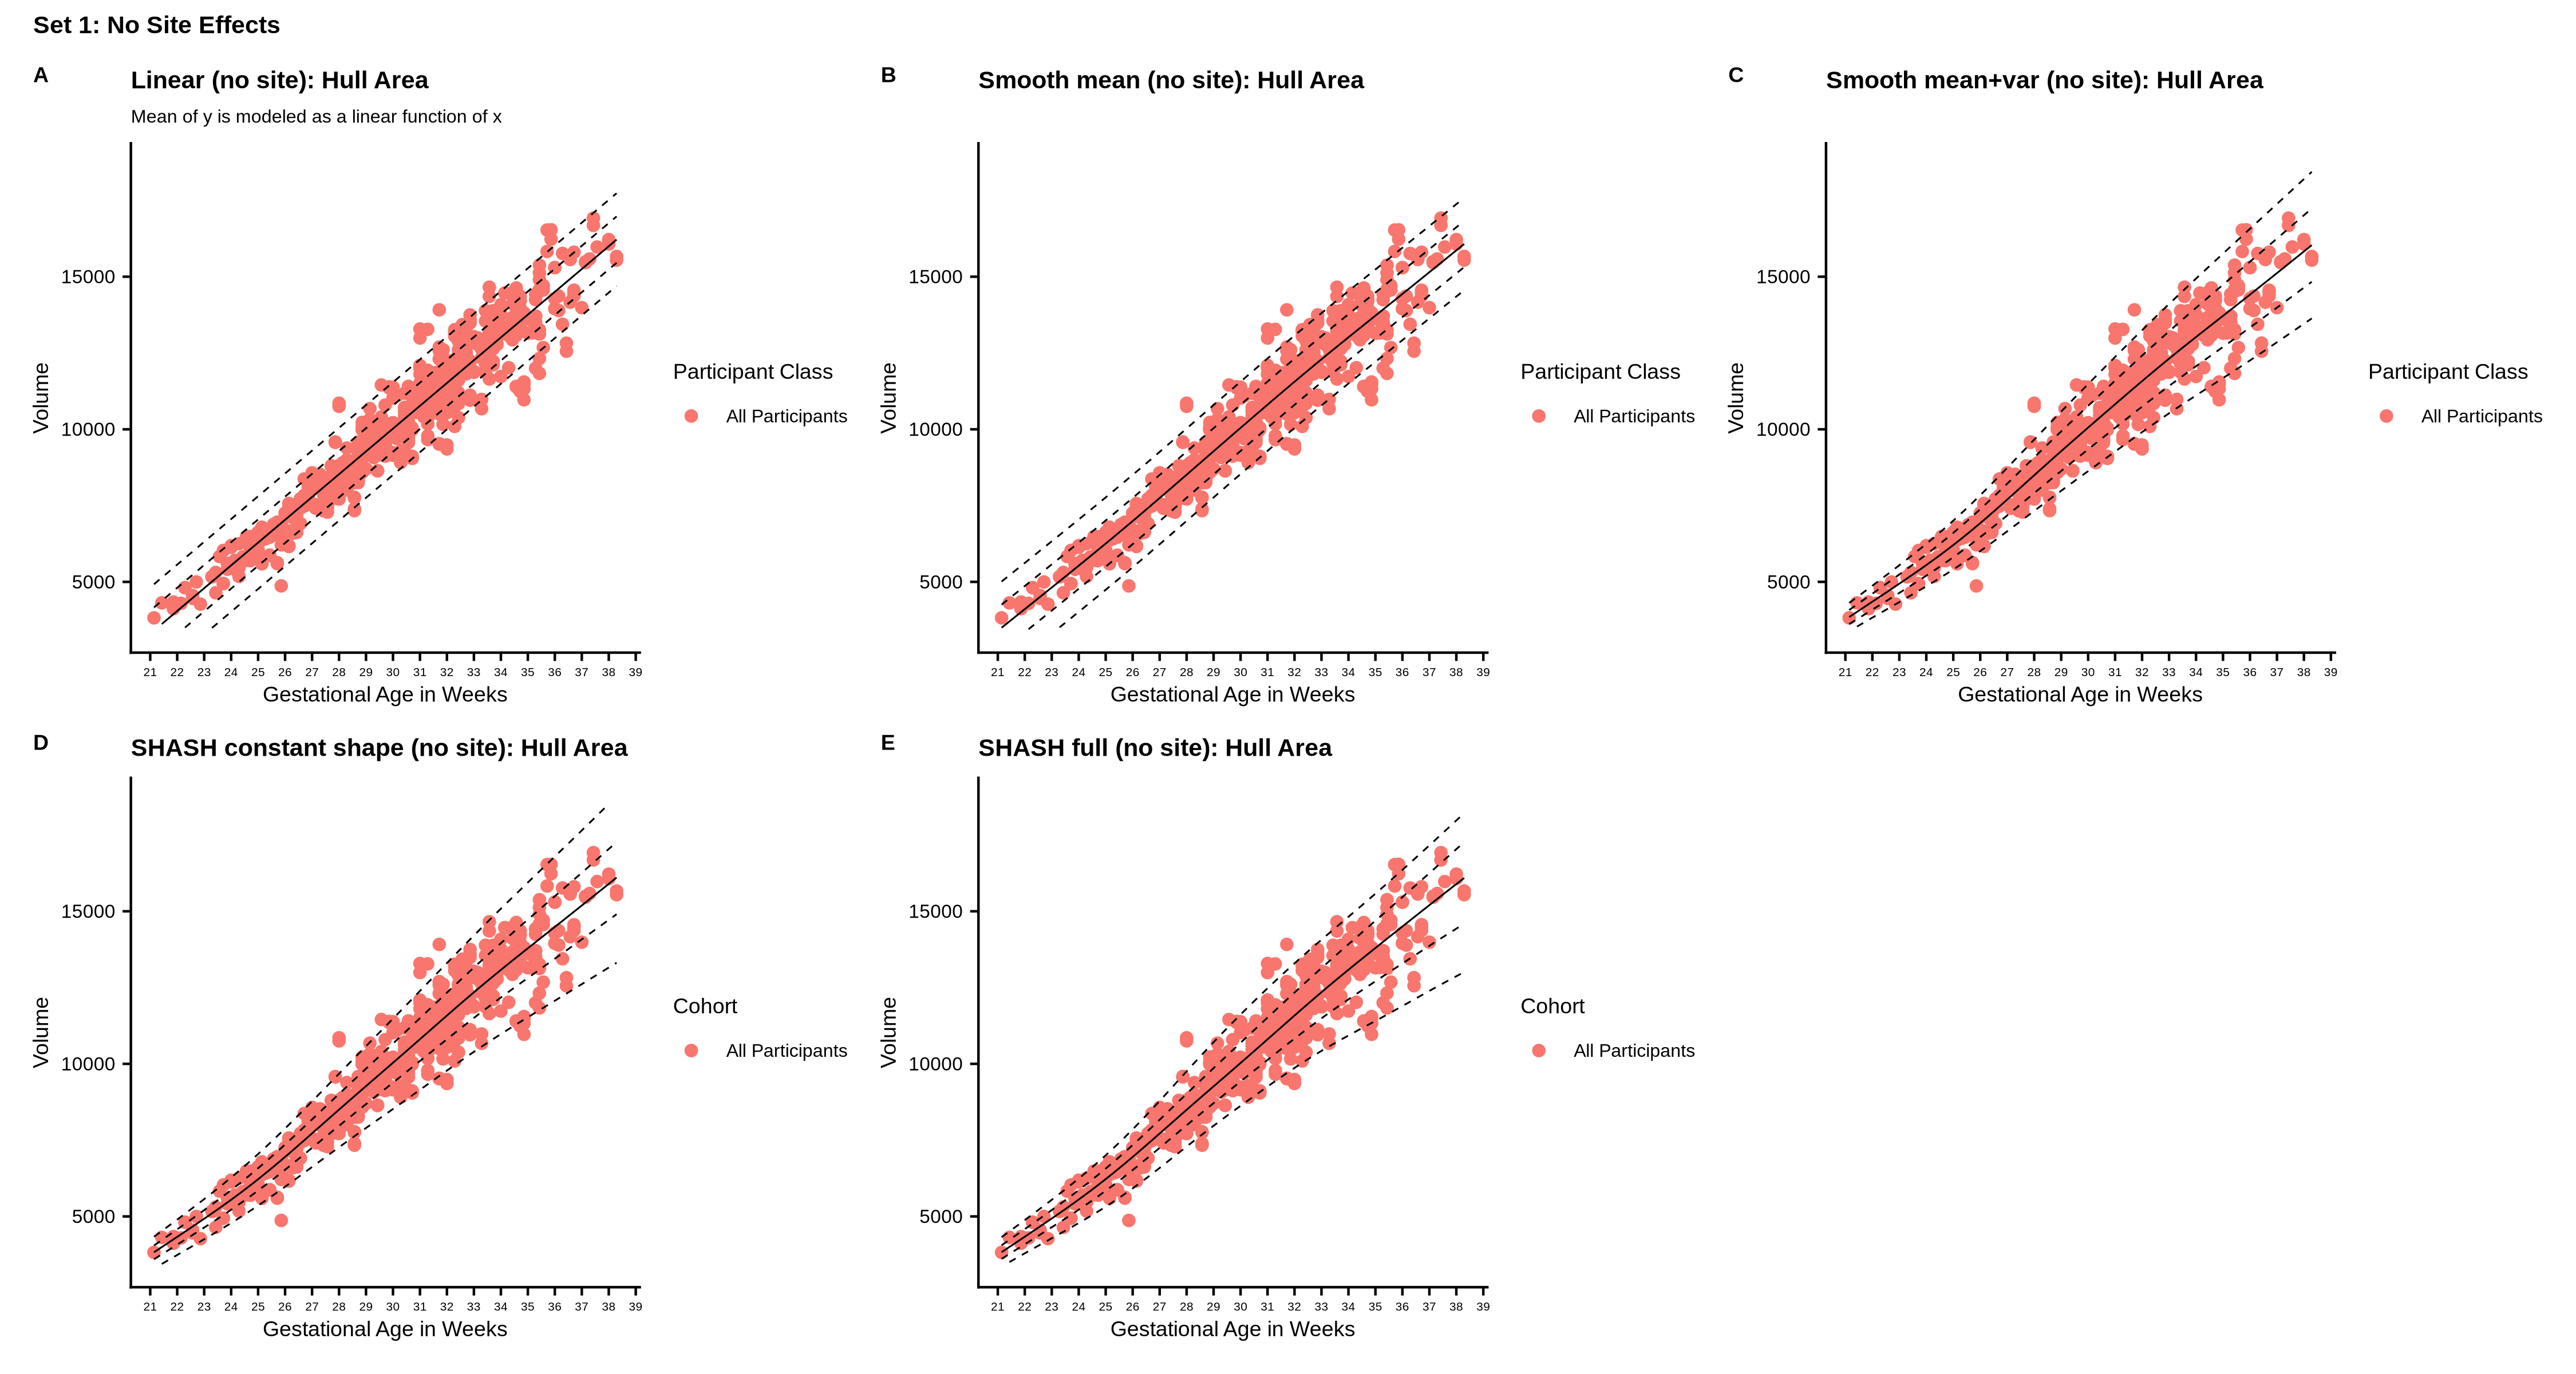 Set 1: No Site Effects
A
Linear (no site): Hull Area
Mean of y is modeled as a linear function of x
Volume
15000
10000
5000
21 22 23 24 25 26 27 28 29 30 31 32 33 34 35 36 37 38 39
Gestational Age in Weeks
Participant Class
All Participants
B
Smooth mean (no site): Hull Area
Volume
15000
10000
5000
21 22 23 24 25 26 27 28 29 30 31 32 33 34 35 36 37 38 39
Gestational Age in Weeks
Participant Class
All Participants
C
Smooth mean+var (no site): Hull Area
Volume
15000
10000
5000
21 22 23 24 25 26 27 28 29 30 31 32 33 34 35 36 37 38 39
Gestational Age in Weeks
Participant Class
All Participants
D
SHASH constant shape (no site): Hull Area
Volume
15000
10000
5000
21 22 23 24 25 26 27 28 29 30 31 32 33 34 35 36 37 38 39
Gestational Age in Weeks
Cohort
All Participants
E
SHASH full (no site): Hull Area
Volume
15000
10000
5000
21 22 23 24 25 26 27 28 29 30 31 32 33 34 35 36 37 38 39
Gestational Age in Weeks
Cohort
All Participants